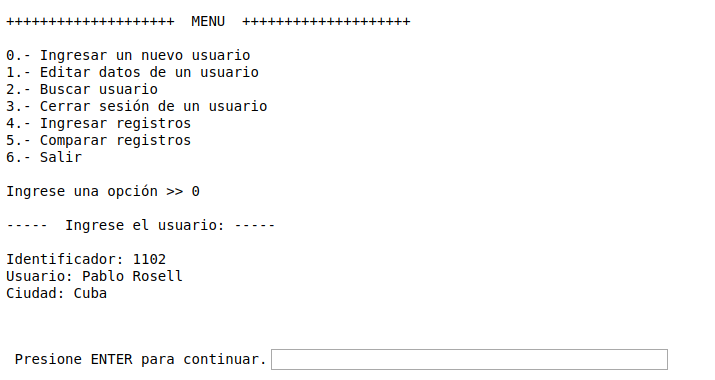 ++++++++++++++++++++  MENU  ++++++++++++++++++++
0.- Ingresar un nuevo usuario
1.- Editar datos de un usuario
2.- Buscar usuario
3.- Cerrar sesión de un usuario
4.- Ingresar registros
5.- Comparar registros
6.- Salir
Ingrese una opción >> 0
-----  Ingrese el usuario: -----
Identificador: 1102
Usuario: Pablo Rosell
Ciudad: Cuba
Presione ENTER para continuar.